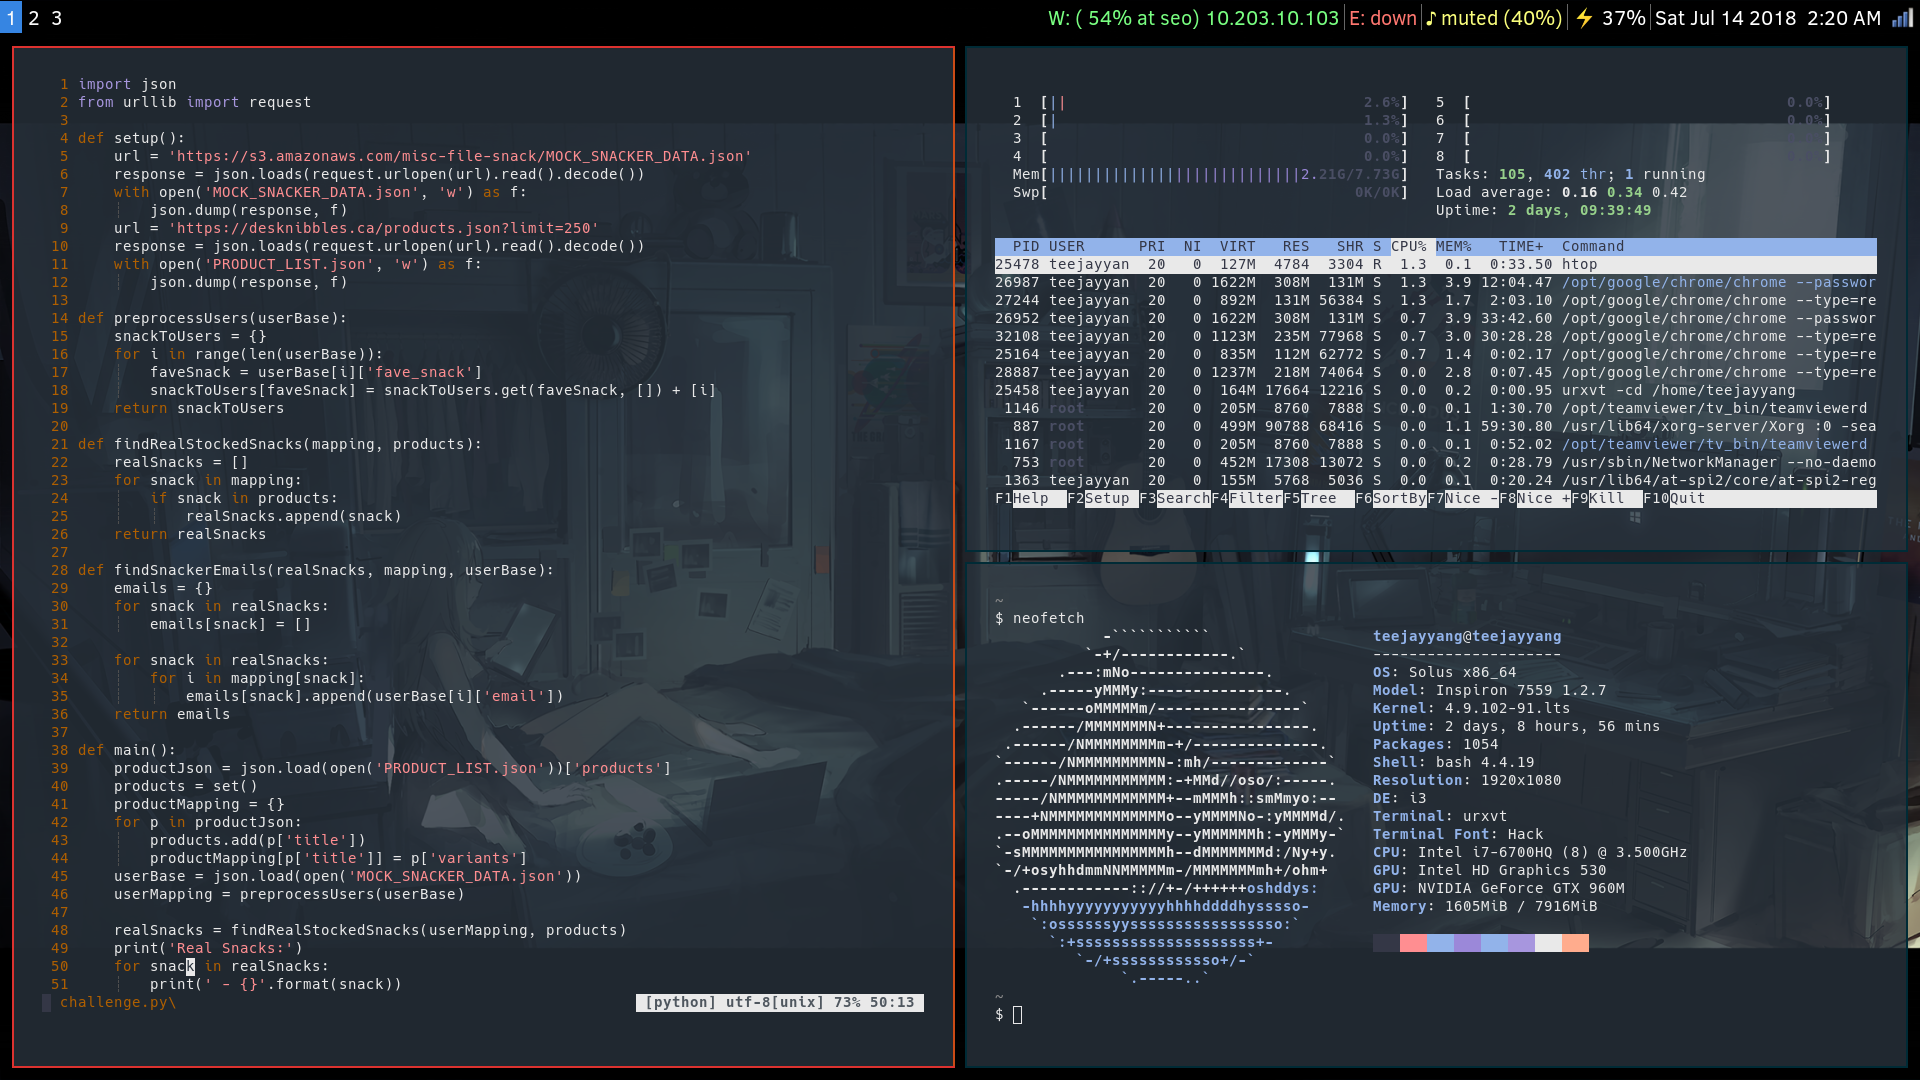 1 2 3
W: ( 54% at seo) 10.203.10.103 E: down ♪ muted (40%) ⚡ 37% Sat Jul 14 2018 2:20 AM
1 import json
2 from urllib import request
3
4 def setup():
5 url = 'https://s3.amazonaws.com/misc-file-snack/MOCK_SNACKER_DATA.json'
6 response = json.loads(request.urlopen(url).read().decode())
7 with open('MOCK_SNACKER_DATA.json', 'w') as f:
8 json.dump(response, f)
9 url = 'https://desknibbles.ca/products.json?limit=250'
10 response = json.loads(request.urlopen(url).read().decode())
11 with open('PRODUCT_LIST.json', 'w') as f:
12 json.dump(response, f)
13
14 def preprocessUsers(userBase):
15 snackToUsers = {}
16 for i in range(len(userBase)):
17 faveSnack = userBase[i]['fave_snack']
18 snackToUsers[faveSnack] = snackToUsers.get(faveSnack, []) + [i]
19 return snackToUsers
20
21 def findRealStockedSnacks(mapping, products):
22 realSnacks = []
23 for snack in mapping:
24 if snack in products:
25 realSnacks.append(snack)
26 return realSnacks
27
28 def findSnackerEmails(realSnacks, mapping, userBase):
29 emails = {}
30 for snack in realSnacks:
31 emails[snack] = []
32
33 for snack in realSnacks:
34 for i in mapping[snack]:
35 emails[snack].append(userBase[i]['email'])
36 return emails
37
38 def main():
39 productJson = json.load(open('PRODUCT_LIST.json'))['products']
40 products = set()
41 productMapping = {}
42 for p in productJson:
43 products.add(p['title'])
44 productMapping[p['title']] = p['variants']
45 userBase = json.load(open('MOCK_SNACKER_DATA.json'))
46 userMapping = preprocessUsers(userBase)
47
48 realSnacks = findRealStockedSnacks(userMapping, products)
49 print('Real Snacks:')
50 for snack in realSnacks:
51 print(' - {}'.format(snack))
challenge.py\ [python] utf-8[unix] 73% 50:13
1 [|| 2.6%] 5 [ 0.0%]
2 [| 1.3%] 6 [ 0.0%]
3 [ 0.0%] 7 [ ]
4 [ 0.0%] 8 [ ]
Mem[||||||||||||||||||||||||||||2.21G/7.73G] Tasks: 105, 402 thr; 1 running
Swp[ 0K/0K] Load average: 0.16 0.34 0.42
Uptime: 2 days, 09:39:49
PID USER PRI NI VIRT RES SHR S CPU% MEM% TIME+ Command
25478 teejayyan 20 0 127M 4784 3304 R 1.3 0.1 0:33.50 htop
26987 teejayyan 20 0 1622M 308M 131M S 1.3 3.9 12:04.47 /opt/google/chrome/chrome --passwor
27244 teejayyan 20 0 892M 131M 56384 S 1.3 1.7 2:03.10 /opt/google/chrome/chrome --type=re
26952 teejayyan 20 0 1622M 308M 131M S 0.7 3.9 33:42.60 /opt/google/chrome/chrome --passwor
32108 teejayyan 20 0 1123M 235M 77968 S 0.7 3.0 30:28.28 /opt/google/chrome/chrome --type=re
25164 teejayyan 20 0 835M 112M 62772 S 0.7 1.4 0:02.17 /opt/google/chrome/chrome --type=re
28887 teejayyan 20 0 1237M 218M 74064 S 0.0 2.8 0:07.45 /opt/google/chrome/chrome --type=re
25458 teejayyan 20 0 164M 17664 12216 S 0.0 0.2 0:00.95 urxvt -cd /home/teejayyang
1146 root 20 0 205M 8760 7888 S 0.0 0.1 1:30.70 /opt/teamviewer/tv_bin/teamviewerd
887 root 20 0 499M 90788 68416 S 0.0 1.1 59:30.80 /usr/lib64/xorg-server/Xorg :0 -sea
1167 root 20 0 205M 8760 7888 S 0.0 0.1 0:52.02 /opt/teamviewer/tv_bin/teamviewerd
753 root 20 0 452M 17308 13072 S 0.0 0.2 0:28.79 /usr/sbin/NetworkManager --no-daemo
1363 teejayyan 20 0 155M 5768 5036 S 0.0 0.1 0:20.24 /usr/lib64/at-spi2/core/at-spi2-reg
F1Help F2Setup F3SearchF4FilterF5Tree F6SortByF7Nice -F8Nice +F9Kill F10Quit
~
$ neofetch
-```````````
`-+/------------.`
.---:mNo---------------.
.-----yMMMy:---------------.
`------oMMMMMm/----------------`
.------/MMMMMMMN+----------------.
.------/NMMMMMMMMm-+/--------------.
`------/NMMMMMMMMMN-:mh/-------------`
.-----/NMMMMMMMMMMM:-+MMd//oso/:-----.
-----/NMMMMMMMMMMMM+--mMMMh::smMmyo:--
----+NMMMMMMMMMMMMMo--yMMMMNo-:yMMMMd/.
.--oMMMMMMMMMMMMMMMy--yMMMMMMh:-yMMMy-`
`-sMMMMMMMMMMMMMMMMh--dMMMMMMMd:/Ny+y.
`-/+osyhhdmmNNMMMMMm-/MMMMMMMmh+/ohm+
.------------:://+-/++++++oshddys:
-hhhhyyyyyyyyyyyhhhhddddhysssso-
`:ossssssyysssssssssssssssso:`
`:+ssssssssssssssssssss+-
`-/+sssssssssssso+/-`
`.-----..`
teejayyang@teejayyang
---------------------
OS: Solus x86_64
Model: Inspiron 7559 1.2.7
Kernel: 4.9.102-91.lts
Uptime: 2 days, 8 hours, 56 mins
Packages: 1054
Shell: bash 4.4.19
Resolution: 1920x1080
DE: i3
Terminal: urxvt
Terminal Font: Hack
CPU: Intel i7-6700HQ (8) @ 3.500GHz
GPU: Intel HD Graphics 530
GPU: NVIDIA GeForce GTX 960M
Memory: 1605MiB / 7916MiB
~
$